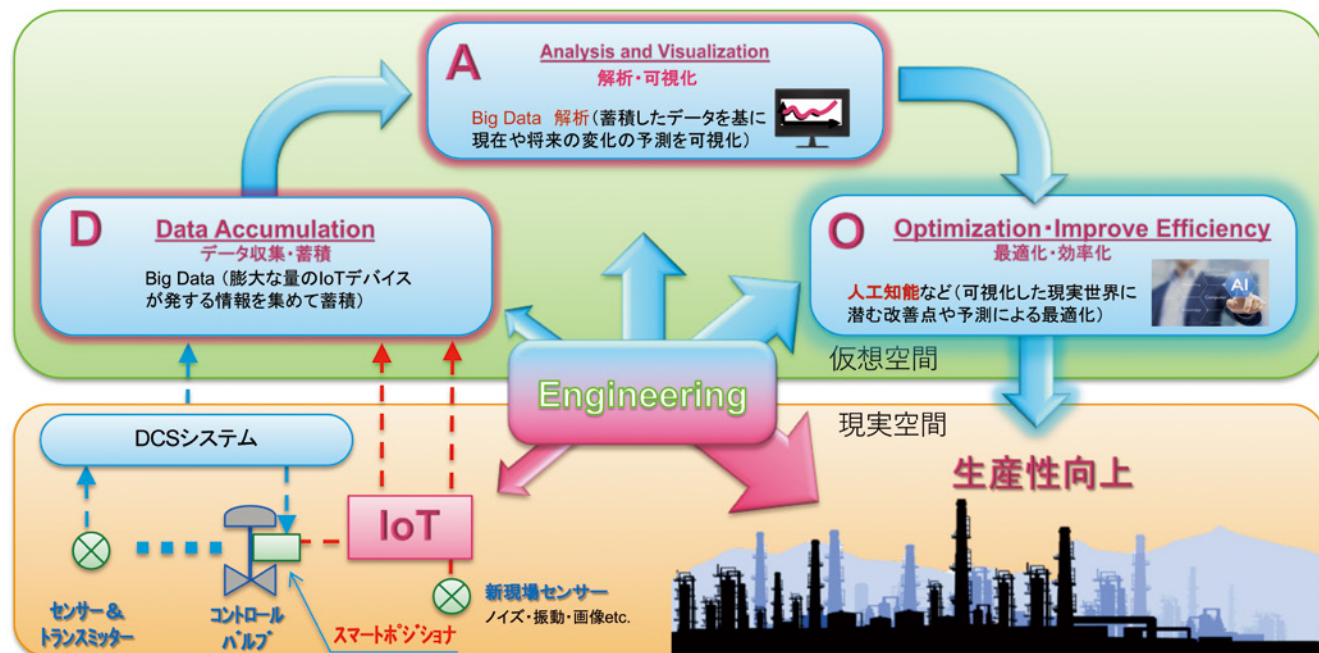 A
Analysis and Visualization
解析・可視化
Big Data 解析（蓄積したデータを基に
現在や将来の変化の予測を可視化）
D
Data Accumulation
データ収集・蓄積
Big Data（膨大な量のIoTデバイス
が発する情報を集めて蓄積）
O
Optimization・Improve Efficiency
最適化・効率化
人工知能など（可視化した現実世界に
潜む改善点や予測による最適化）
AI
仮想空間
Engineering
現実空間
DCSシステム
生産性向上
IoT
センサー＆
トランスミッター
コントロール
バルブ
スマートポジショナ
新現場センサー
ノイズ・振動・画像etc.